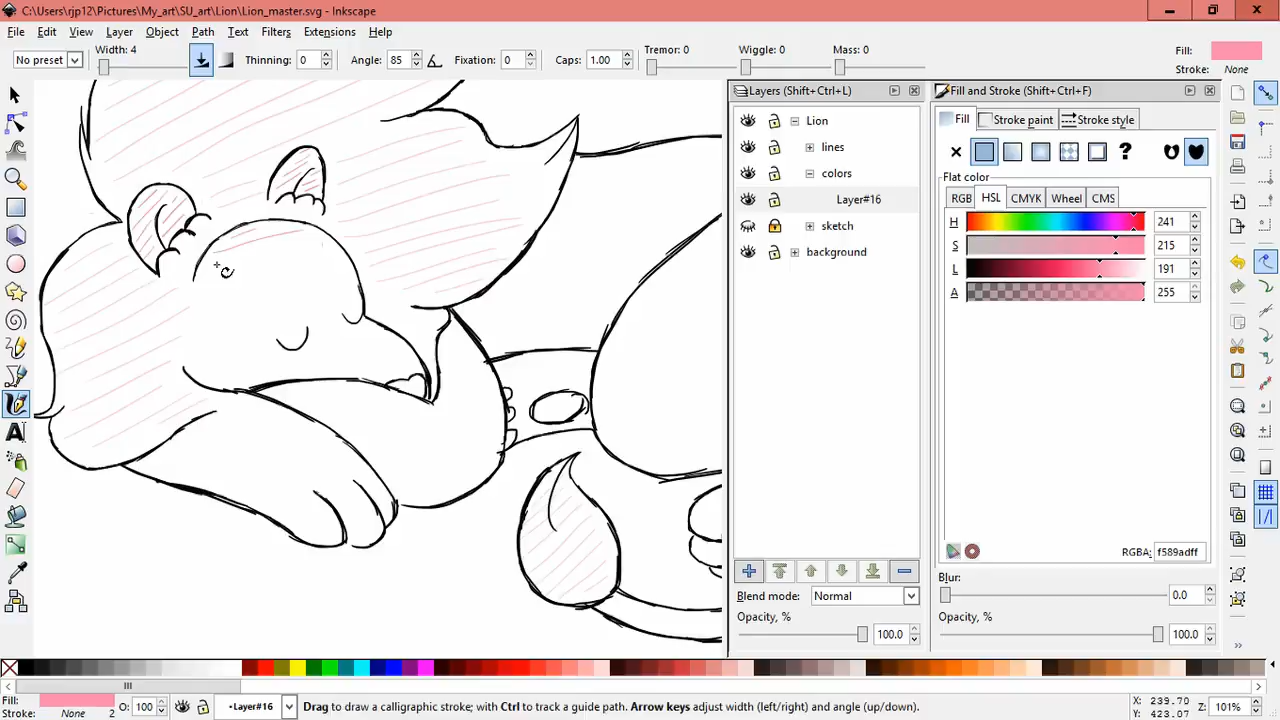 C:\Users\rjp12\Pictures\My_art\SU_art\Lion\Lion_master.svg - Inkscape
File Edit View Layer Object Path Text Filters Extensions Help
No preset Width: 4 Thinning: 0 Angle: 85 Fixation: 0 Caps: 1.00 Tremor: 0 Wiggle: 0 Mass: 0 Fill:
Stroke: None
Layers (Shift+Ctrl+L)
Lion
lines
colors
Layer#16
sketch
background
Blend mode: Normal
Opacity, %
100.0
Fill and Stroke (Shift+Ctrl+F)
Fill Stroke paint Stroke style
Flat color
RGB HSL CMYK Wheel CMS
H 241
S 215
L 191
A 255
RGBA: f589adff
Blur:
0.0
Opacity, %
100.0
Fill:
Stroke: None 2 O: 100 •Layer#16 Drag to draw a calligraphic stroke; with Ctrl to track a guide path. Arrow keys adjust width (left/right) and angle (up/down). X: 239.70
Y: 423.07 Z: 101%